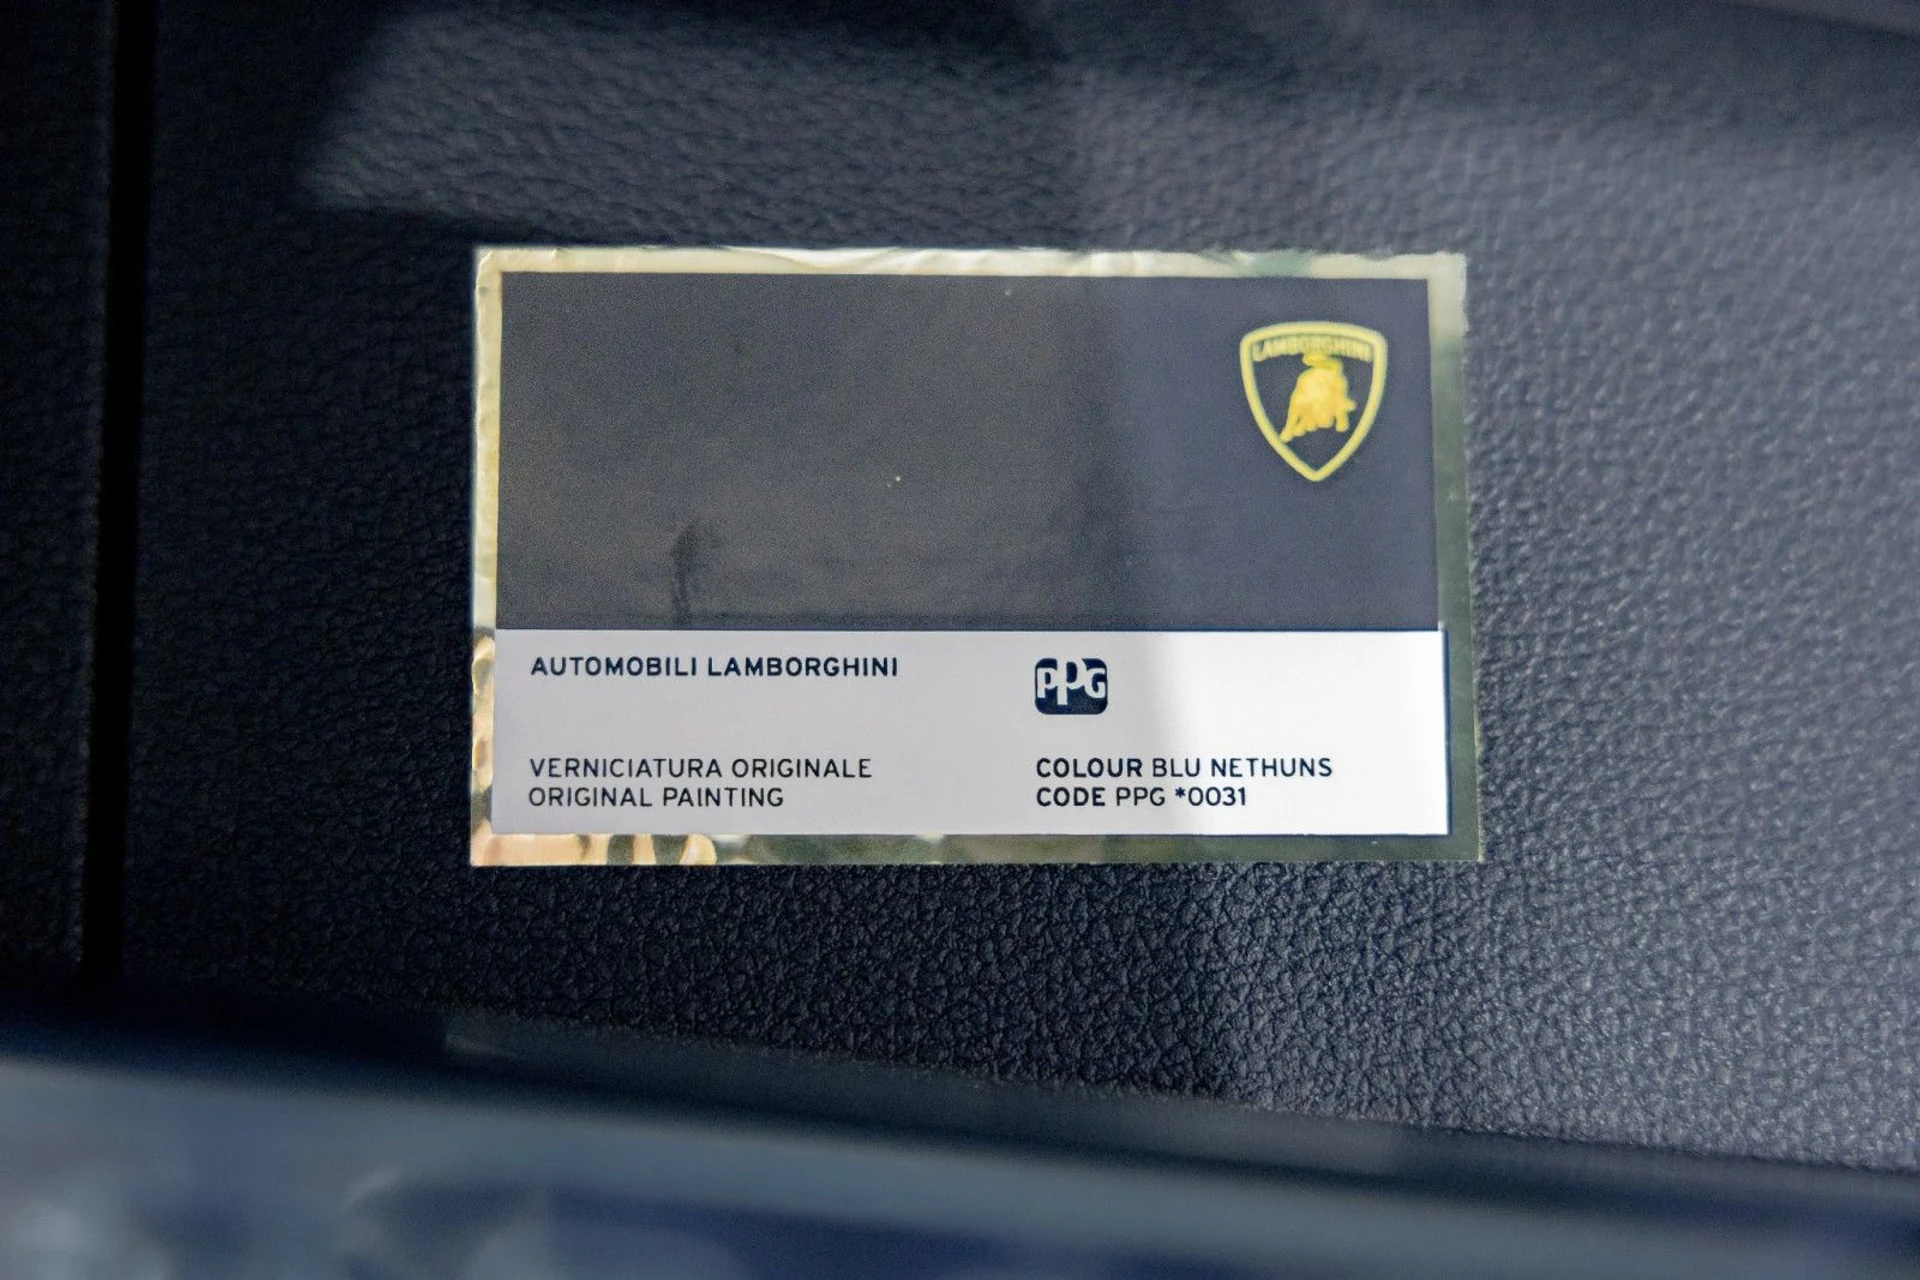 LAMBORGHINI
AUTOMOBILI LAMBORGHINI
PPG
VERNICIATURA ORIGINALE
ORIGINAL PAINTING
COLOUR BLU NETHUNS
CODE PPG *0031